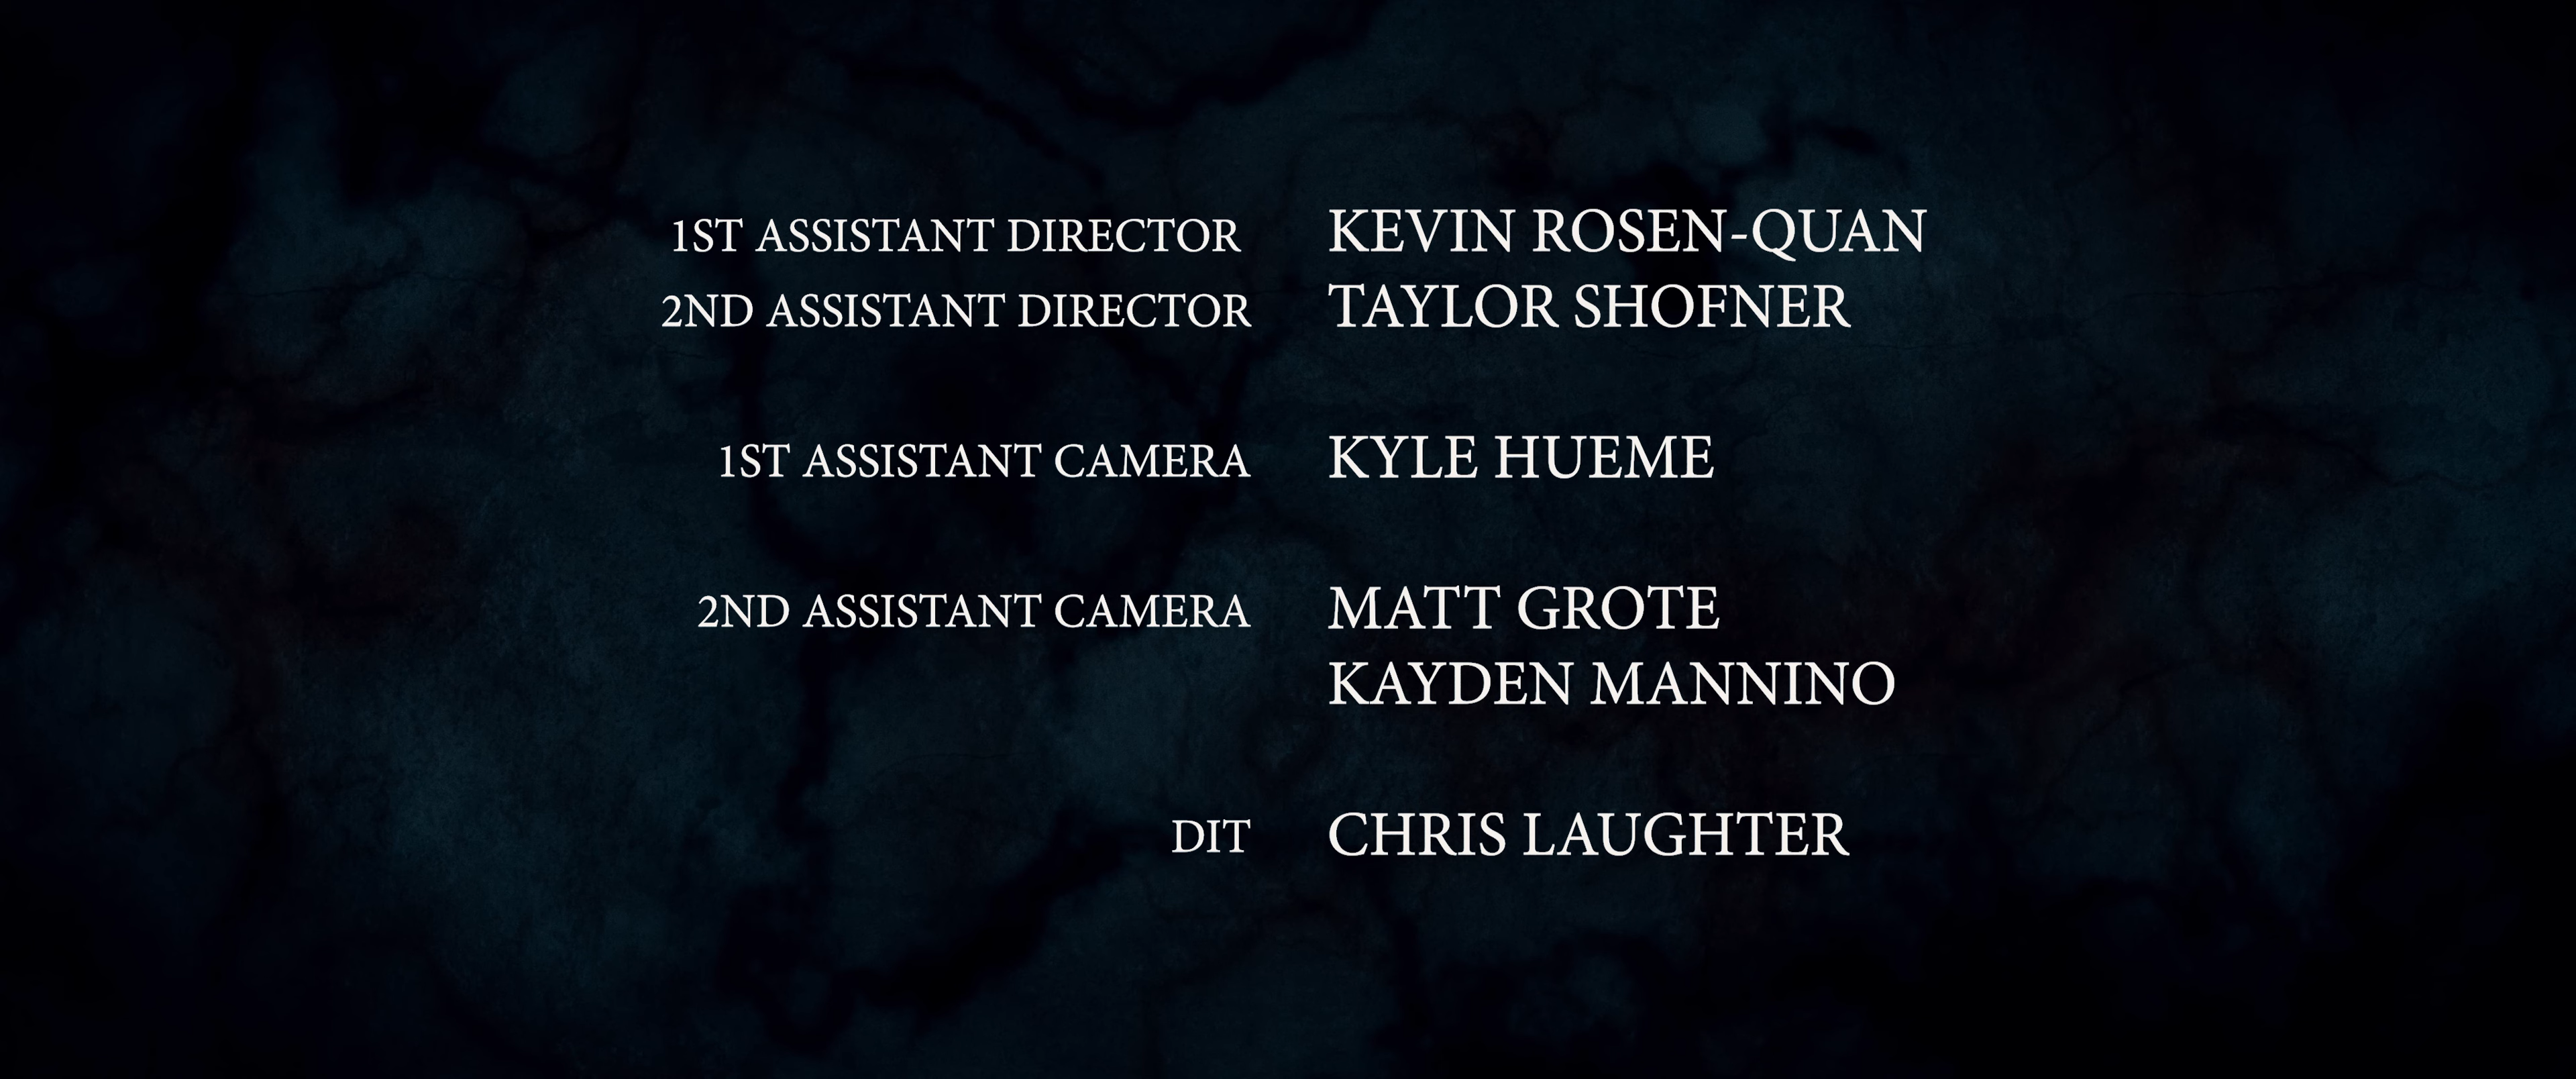 1ST ASSISTANT DIRECTOR KEVIN ROSEN-QUAN
2ND ASSISTANT DIRECTOR TAYLOR SHOFNER
1ST ASSISTANT CAMERA KYLE HUEME
2ND ASSISTANT CAMERA MATT GROTE
KAYDEN MANNINO
DIT CHRIS LAUGHTER